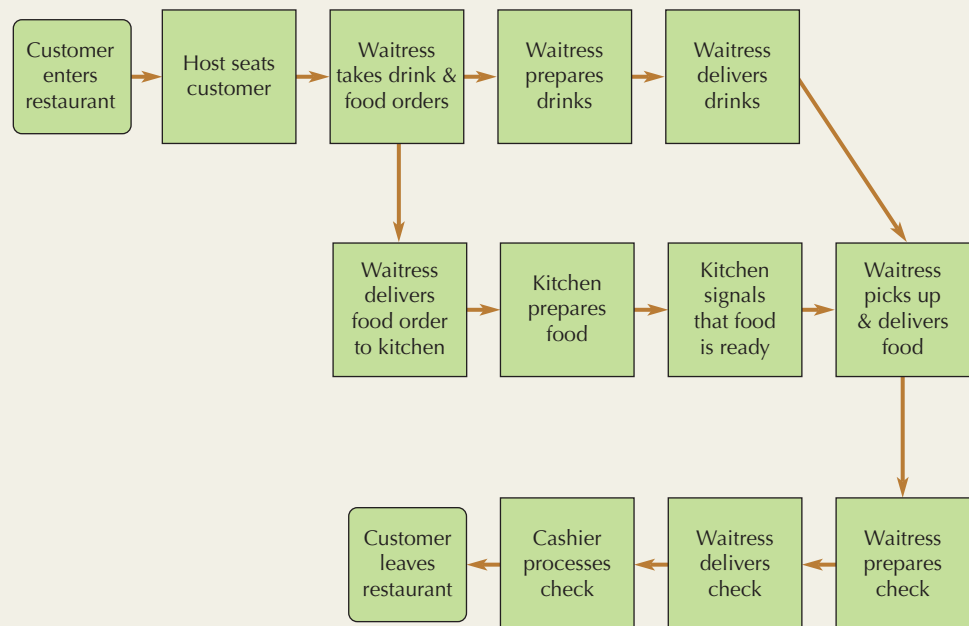 Customer
enters
restaurant
Host seats
customer
Waitress
takes drink &
food orders
Waitress
prepares
drinks
Waitress
delivers
drinks
Waitress
delivers
food order
to kitchen
Kitchen
prepares
food
Kitchen
signals
that food
is ready
Waitress
picks up
& delivers
food
Customer
leaves
restaurant
Cashier
processes
check
Waitress
delivers
check
Waitress
prepares
check